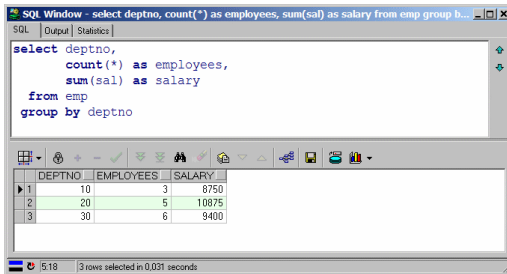 SQL Window - select deptno, count(*) as employees, sum(sal) as salary from emp group b...
SQL Output Statistics
select deptno,
count(*) as employees,
sum(sal) as salary
from emp
group by deptno
DEPTNO EMPLOYEES SALARY
1 10 3 8750
2 20 5 10875
3 30 6 9400
5:18 3 rows selected in 0,031 seconds